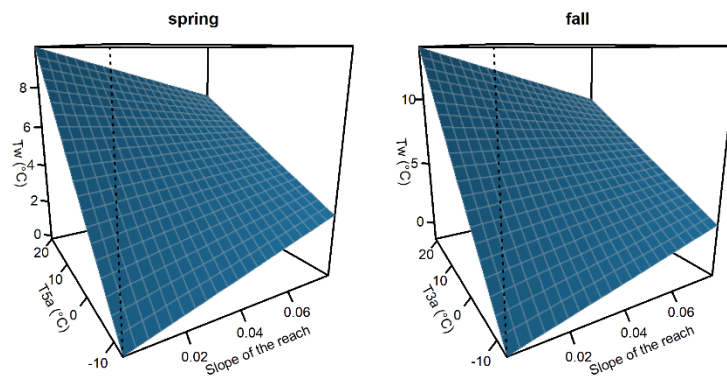 spring
8
6
4
2
0
Tw (°C)
20
10
0
-10
T5a (°C)
0.02
0.04
0.06
Slope of the reach
fall
10
5
0
Tw (°C)
20
10
0
-10
T3a (°C)
0.02
0.04
0.06
Slope of the reach